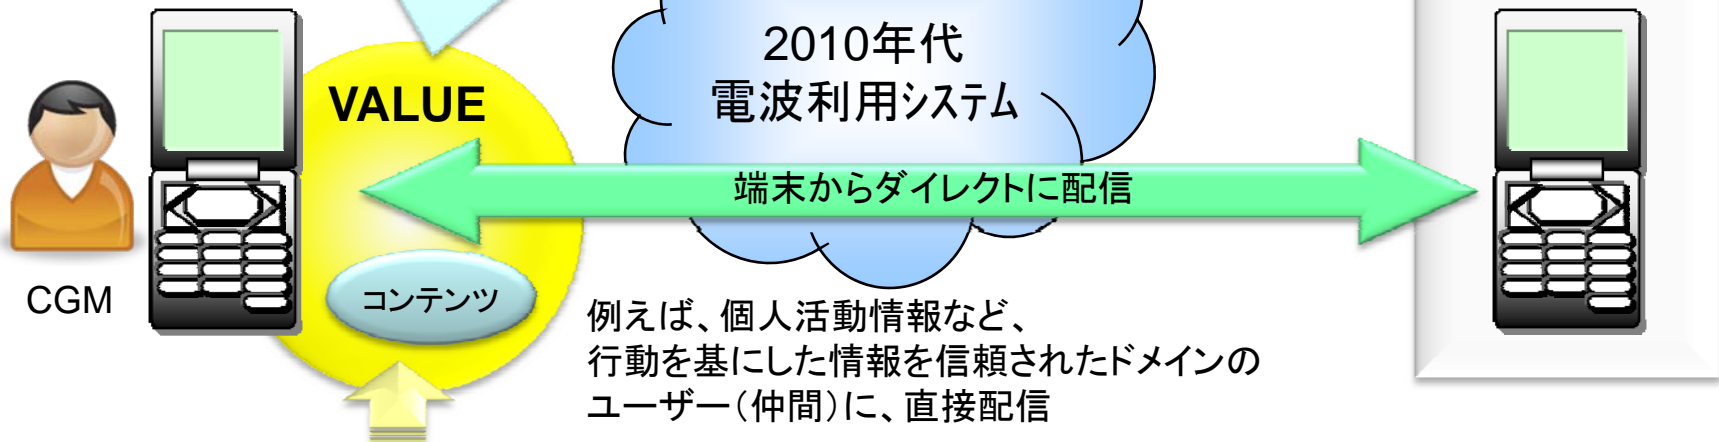 2010年代
電波利用システム
VALUE
端末からダイレクトに配信
コンテンツ
CGM
例えば、個人活動情報など、
行動を基にした情報を信頼されたドメインの
ユーザー（仲間）に、直接配信